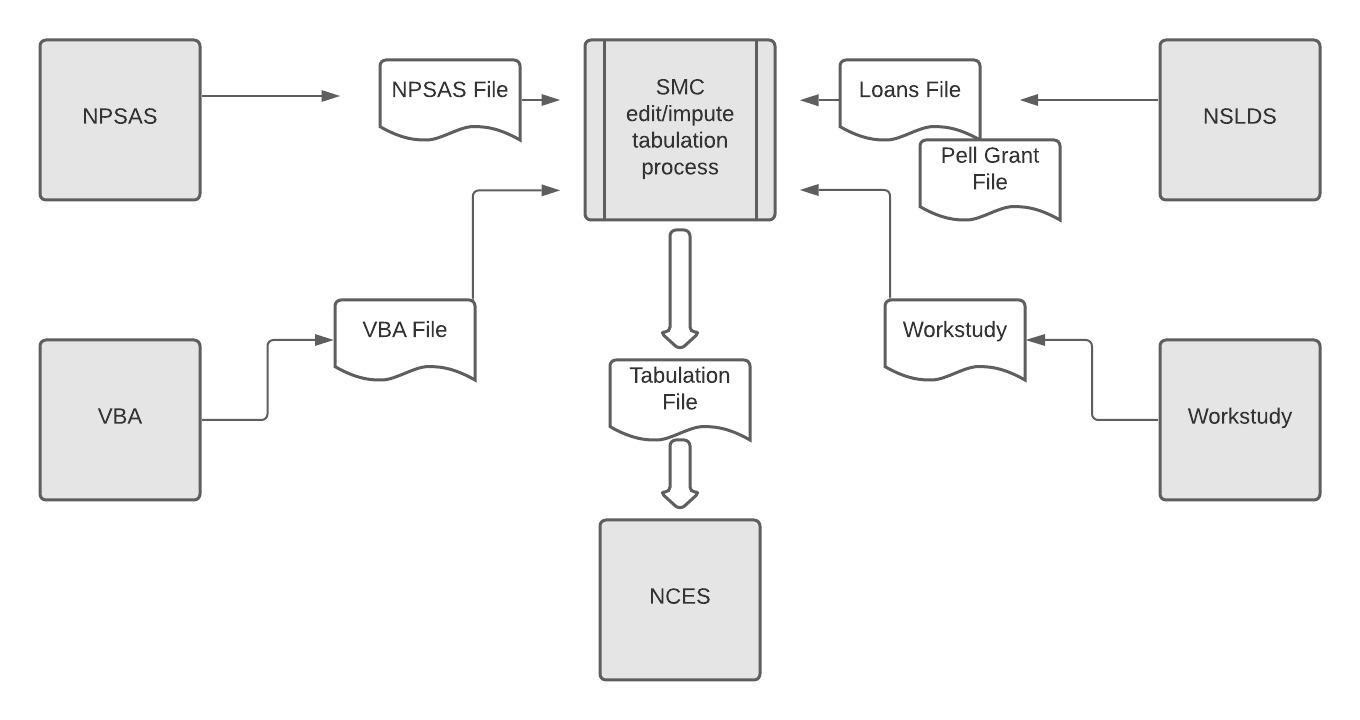 NPSAS
NPSAS File
SMC
edit/impute
tabulation
process
Loans File
Pell Grant
File
NSLDS
VBA
VBA File
Tabulation
File
Workstudy
Workstudy
NCES